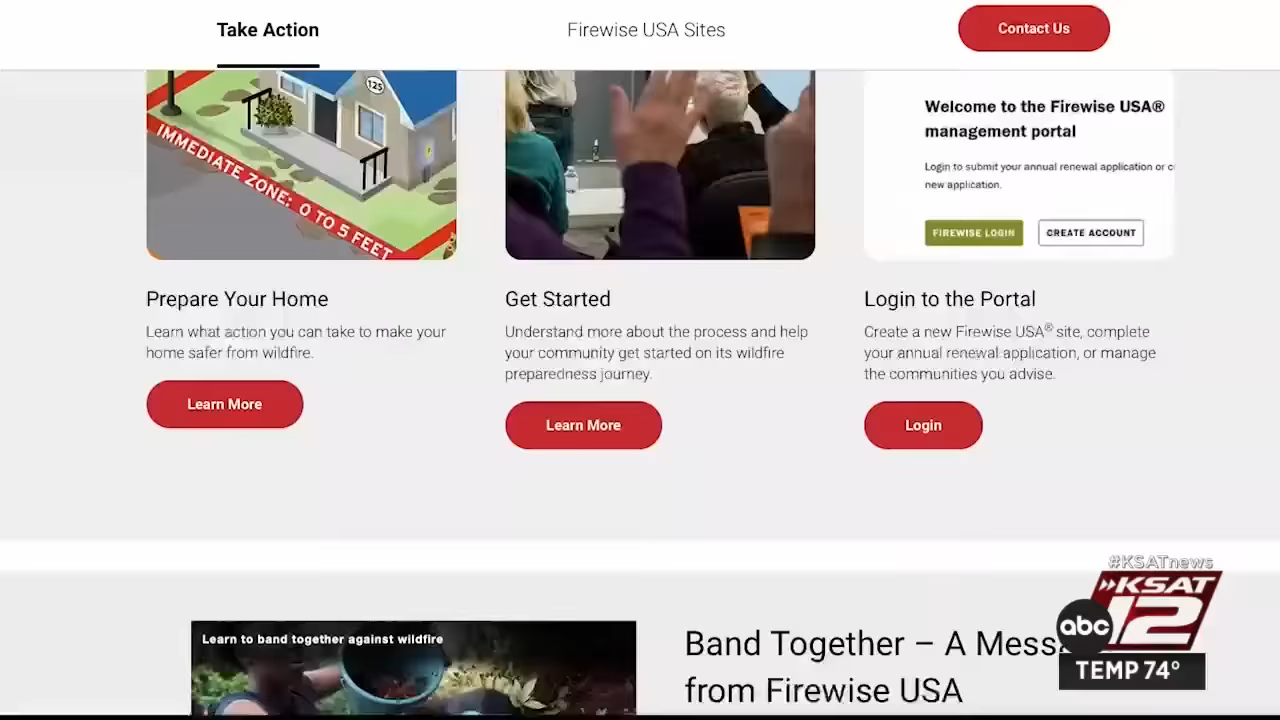 Take Action
Firewise USA Sites
Contact Us
125
IMMEDIATE ZONE: 0 TO 5 FEET
Welcome to the Firewise USA®
management portal
Login to submit your annual renewal application or c
new application.
FIREWISE LOGIN
CREATE ACCOUNT
Prepare Your Home
Learn what action you can take to make your
home safer from wildfire.
Learn More
Get Started
Understand more about the process and help
your community get started on its wildfire
preparedness journey.
Learn More
Login to the Portal
Create a new Firewise USA® site, complete
your annual renewal application, or manage
the communities you advise.
Login
Learn to band together against wildfire
Band Together – A Mess
from Firewise USA
#KSATnews
KSAT
12
abc
TEMP 74°